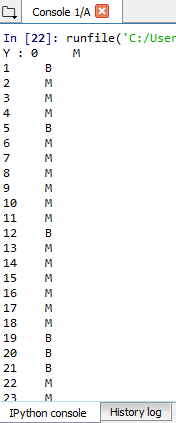 Console 1/A
In [22]: runfile('C:/User
Y : 0 M
1 B
2 M
3 M
4 M
5 B
6 M
7 M
8 M
9 M
10 M
11 M
12 B
13 M
14 M
15 M
16 M
17 M
18 M
19 B
20 B
21 B
22 M
23 M
IPython console
History log